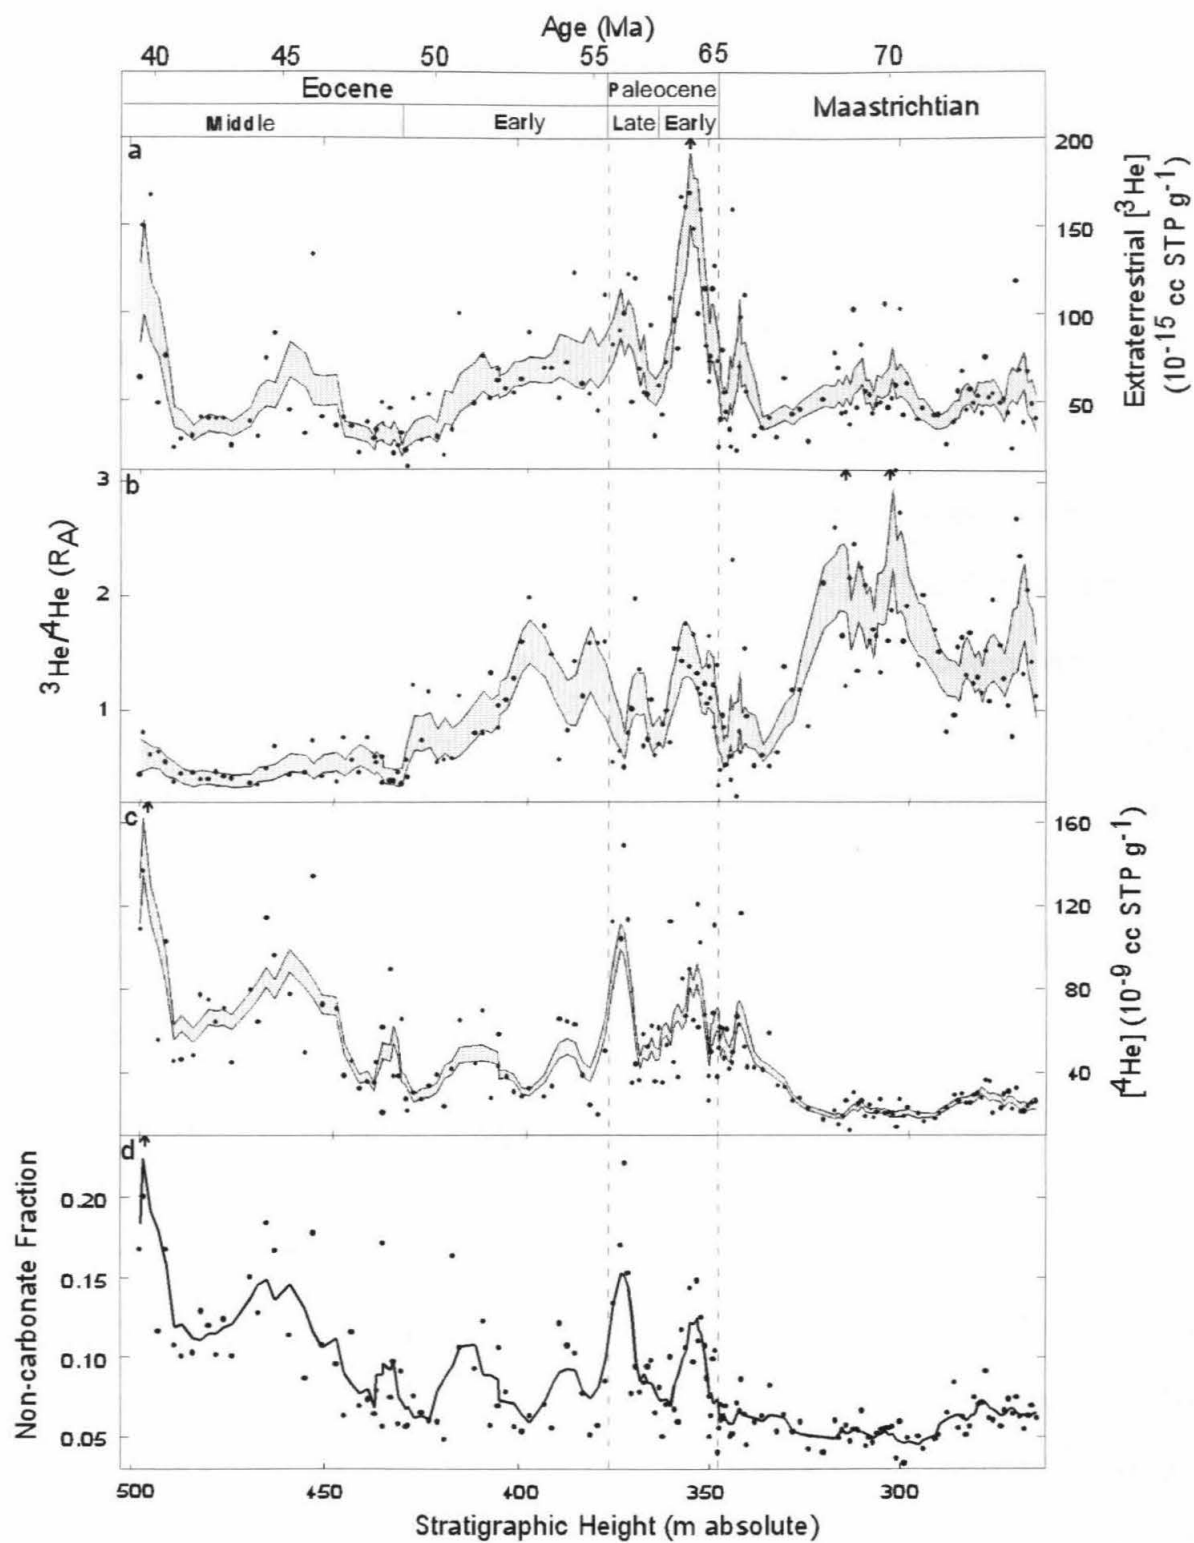 Age (Ma)
40 45 50 55 65 70
Eocene Paleocene Maastrichtian
Middle Early Late Early
a
200
150
100
50
Extraterrestrial [³He]
(10⁻¹⁵ cc STP g⁻¹)
b
3
2
1
³He/⁴He (R_A)
c
160
120
80
40
[⁴He] (10⁻⁹ cc STP g⁻¹)
d
0.20
0.15
0.10
0.05
Non-carbonate Fraction
500 450 400 350 300
Stratigraphic Height (m absolute)